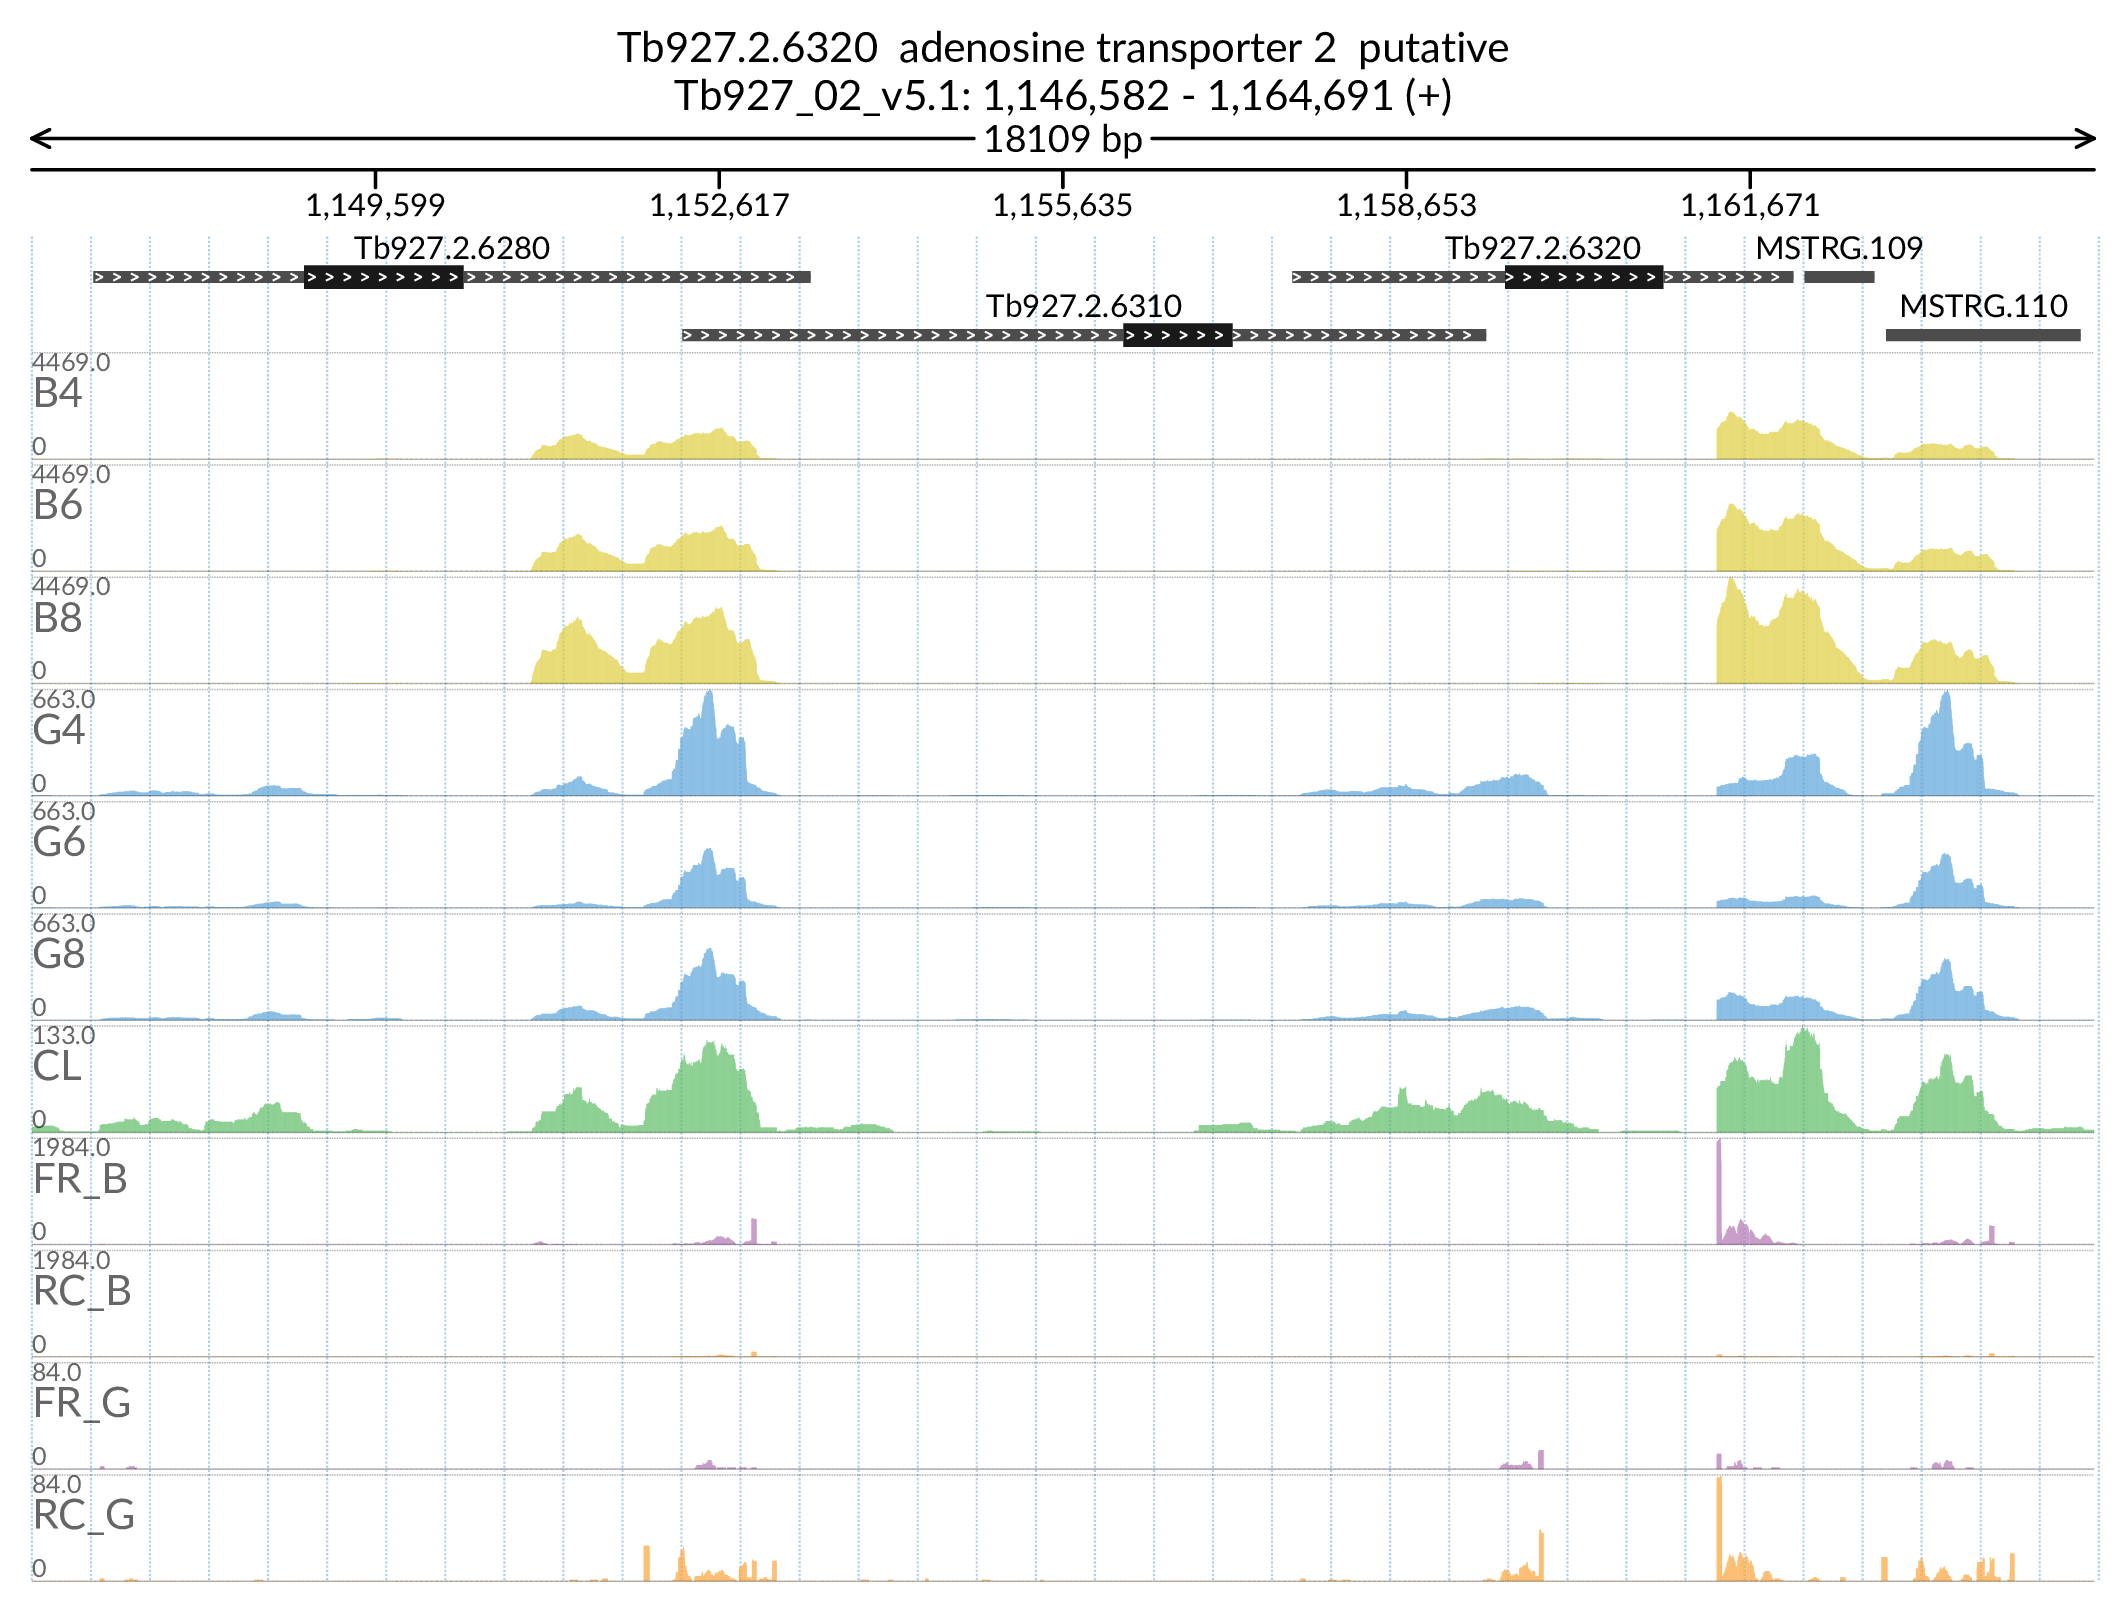 Tb927.2.6320 adenosine transporter 2 putative
Tb927_02_v5.1: 1,146,582 - 1,164,691 (+)
18109 bp
1,149,599 1,152,617 1,155,635 1,158,653 1,161,671
Tb927.2.6280 Tb927.2.6320 MSTRG.109
Tb927.2.6310 MSTRG.110
4469.0
B4
0
4469.0
B6
0
4469.0
B8
0
663.0
G4
0
663.0
G6
0
663.0
G8
0
133.0
CL
0
1984.0
FR_B
0
1984.0
RC_B
0
84.0
FR_G
0
84.0
RC_G
0